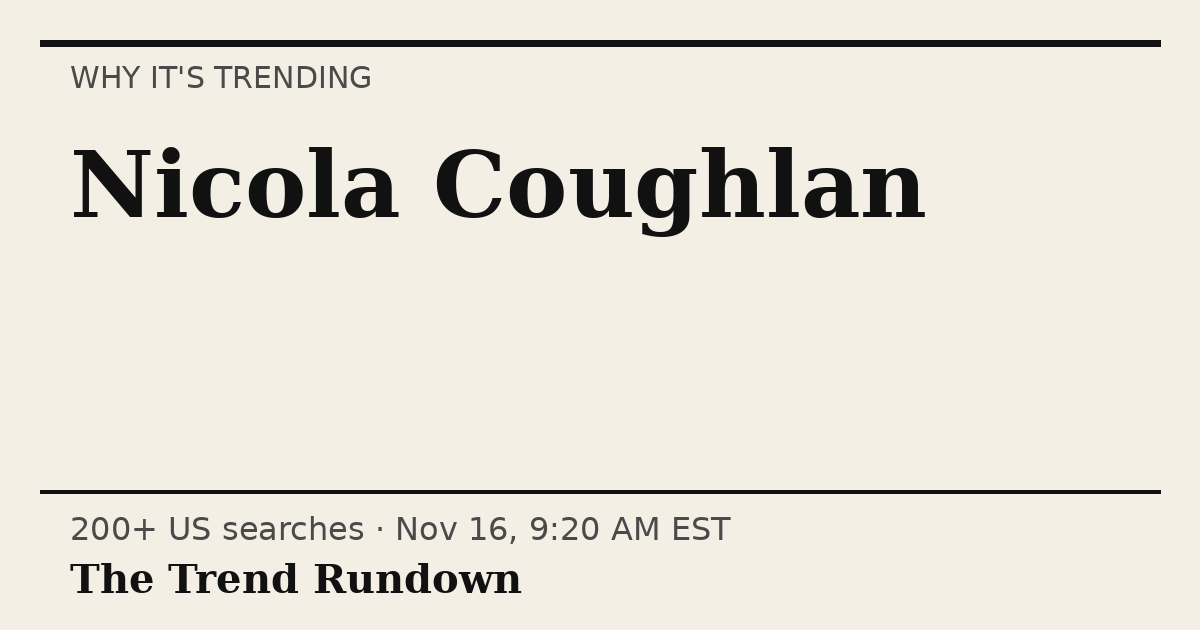 WHY IT'S TRENDING
Nicola Coughlan
200+ US searches · Nov 16, 9:20 AM EST
The Trend Rundown